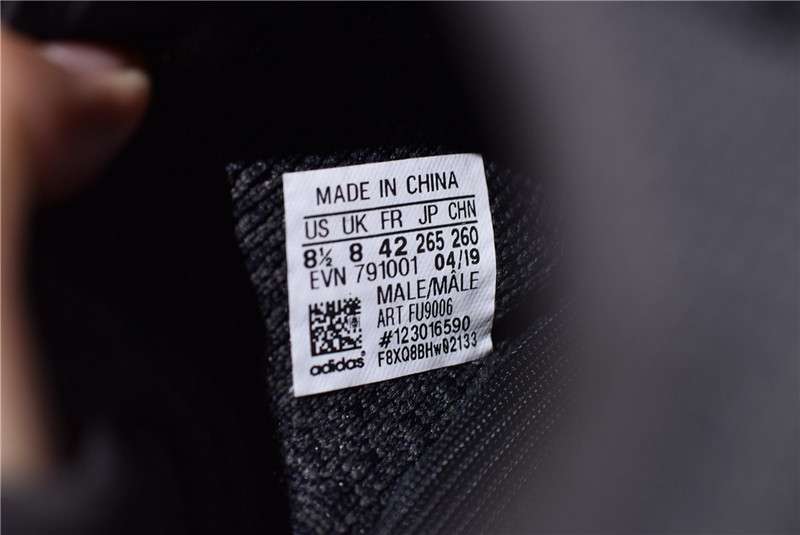 MADE IN CHINA
US UK FR JP CHN
8½ 8 42 265 260
EVN 791001 04/19
MALE/MÂLE
ART FU9006
#123016590
F8XQ8BHw02133
adidas